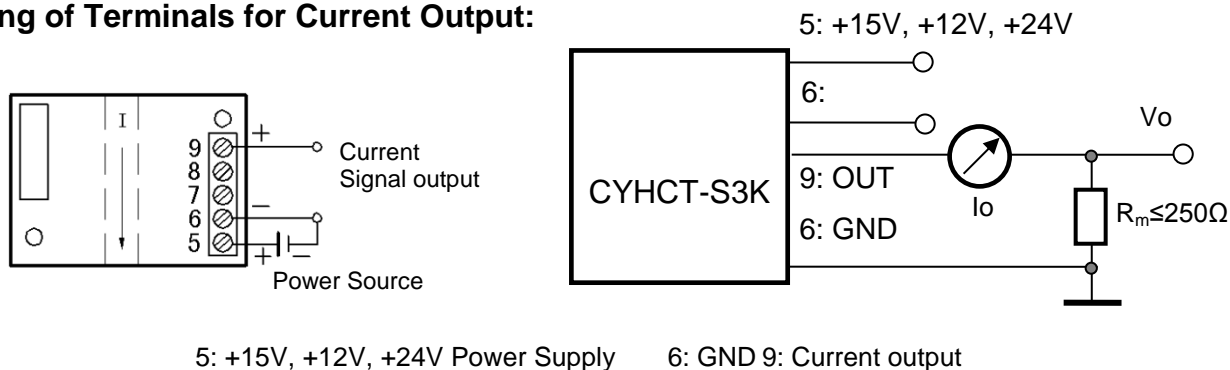 ng of Terminals for Current Output:
I
9
8
7
6
5
+
−
+ −
Current
Signal output
Power Source
5: +15V, +12V, +24V
6:
CYHCT-S3K
9: OUT
6: GND
Io
Vo
Rm≤250Ω
5: +15V, +12V, +24V Power Supply 6: GND 9: Current output